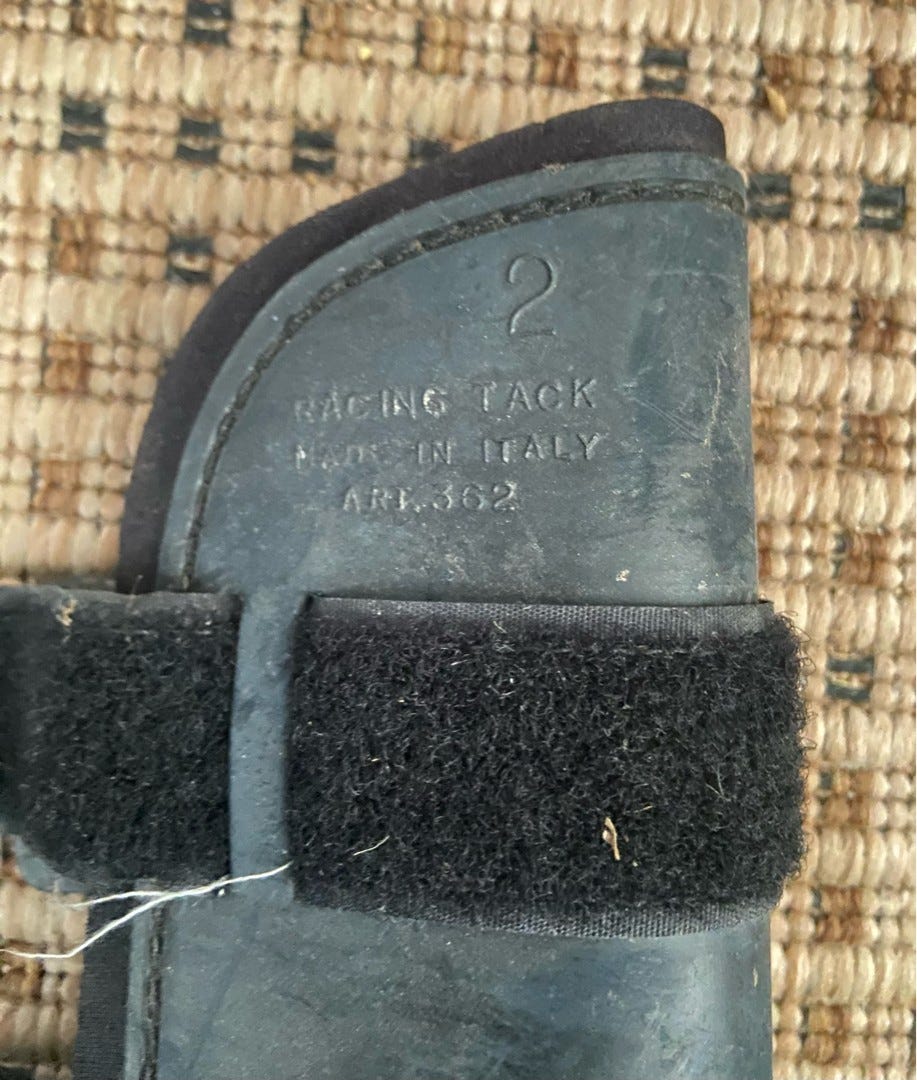 2
RACING TACK
MADE IN ITALY
ART.362